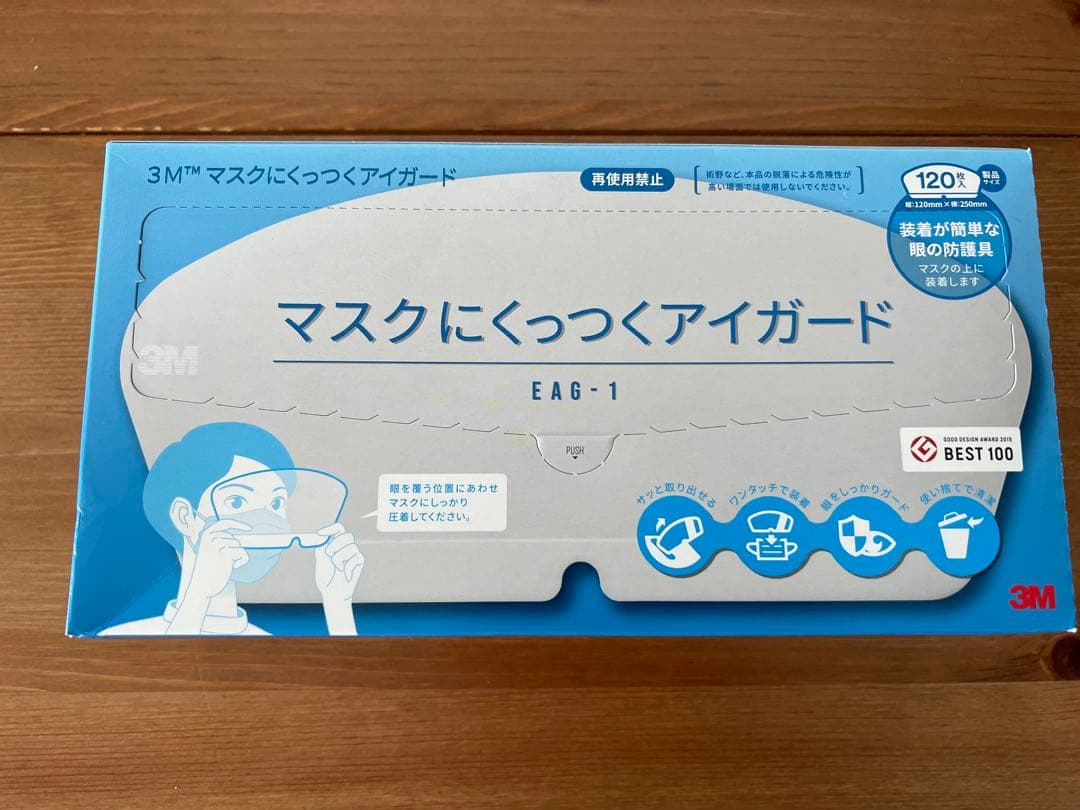 3M™ マスクにくっつくアイガード
再使用禁止
術野など、本品の脱落による危険性が
高い場面では使用しないでください。
120枚入
製品
サイズ
縦:120mm×横:250mm
装着が簡単な
眼の防護具
マスクの上に
装着します
マスクにくっつくアイガード
3M
EAG-1
PUSH
GOOD DESIGN AWARD 2015
BEST 100
眼を覆う位置にあわせ
マスクにしっかり
圧着してください。
サッと取り出せる
ワンタッチで装着
眼をしっかりガード
使い捨てで清潔
3M